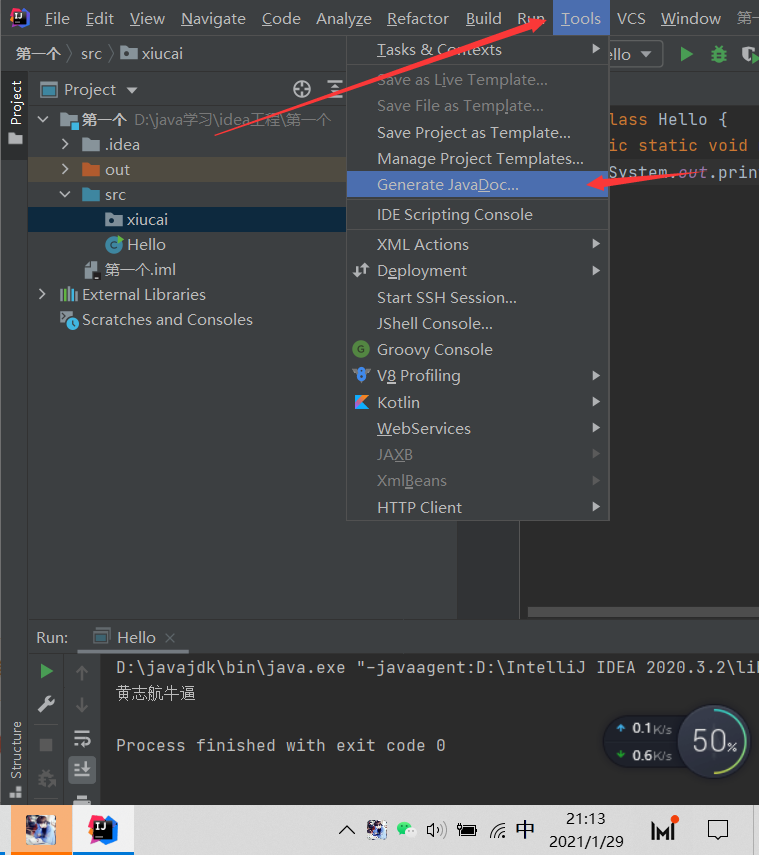 File Edit View Navigate Code Analyze Refactor Build Run Tools VCS Window 第一
第一个 src xiucai
Project
Project
第一个 D:\java学习\idea工程\第一个
.idea
out
src
xiucai
Hello
第一个.iml
External Libraries
Scratches and Consoles
Tasks & Contexts
Save as Live Template...
Save File as Template...
Save Project as Template...
Manage Project Templates...
Generate JavaDoc...
IDE Scripting Console
XML Actions
Deployment
Start SSH Session...
JShell Console...
Groovy Console
V8 Profiling
Kotlin
WebServices
JAXB
XmlBeans
HTTP Client
llo
lass Hello {
ic static void
System.out.prin
Run: Hello
D:\javajdk\bin\java.exe "-javaagent:D:\IntelliJ IDEA 2020.3.2\li
黄志航牛逼
Process finished with exit code 0
Structure
0.1K/s
0.6K/s
50%
中
21:13
2021/1/29